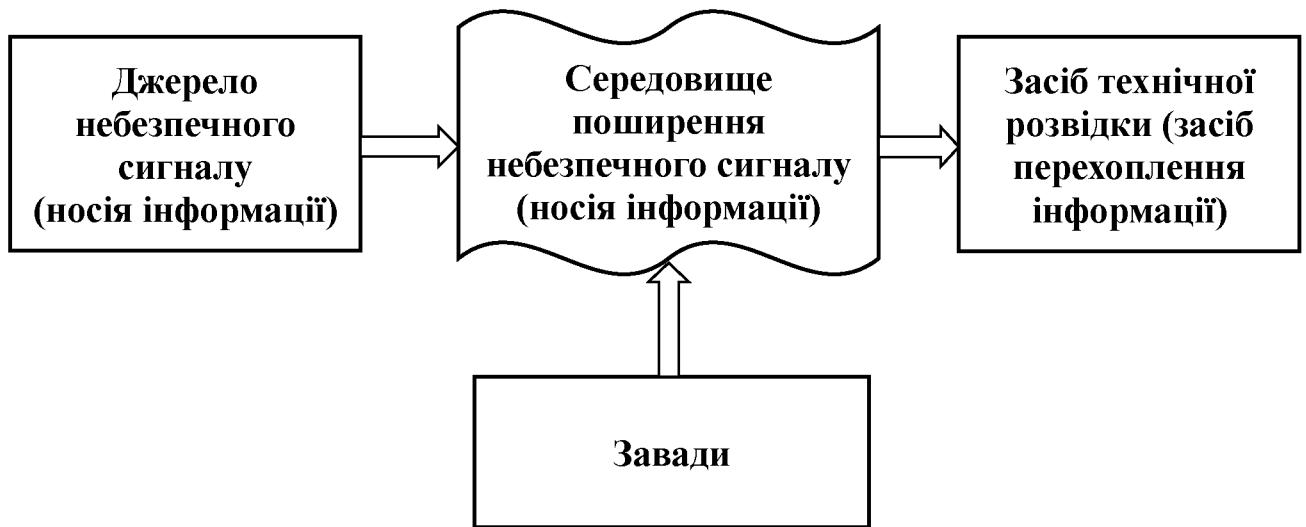 Джерело
небезпечного
сигналу
(носія інформації)
Середовище
поширення
небезпечного сигналу
(носія інформації)
Засіб технічної
розвідки (засіб
перехоплення
інформації)
Завади